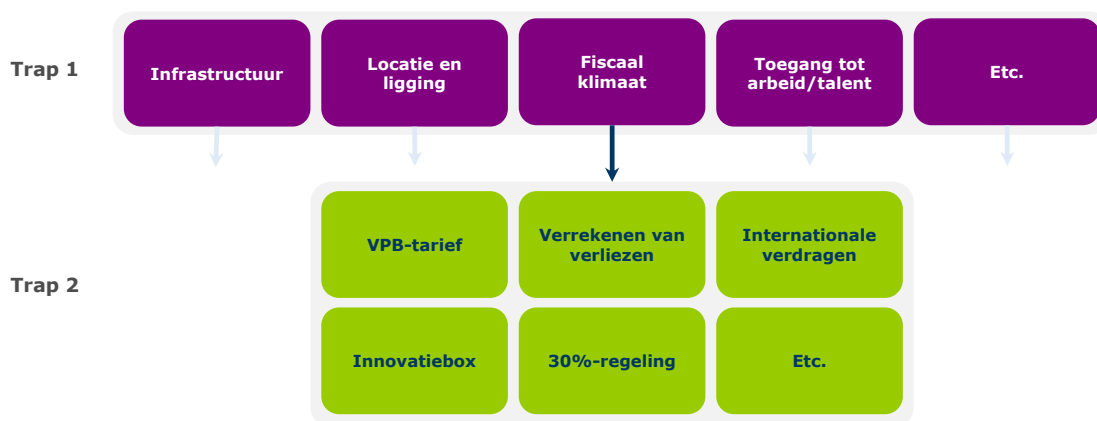 Trap 1
Infrastructuur
Locatie en
ligging
Fiscaal
klimaat
Toegang tot
arbeid/talent
Etc.
Trap 2
VPB-tarief
Verrekenen van
verliezen
Internationale
verdragen
Innovatiebox
30%-regeling
Etc.